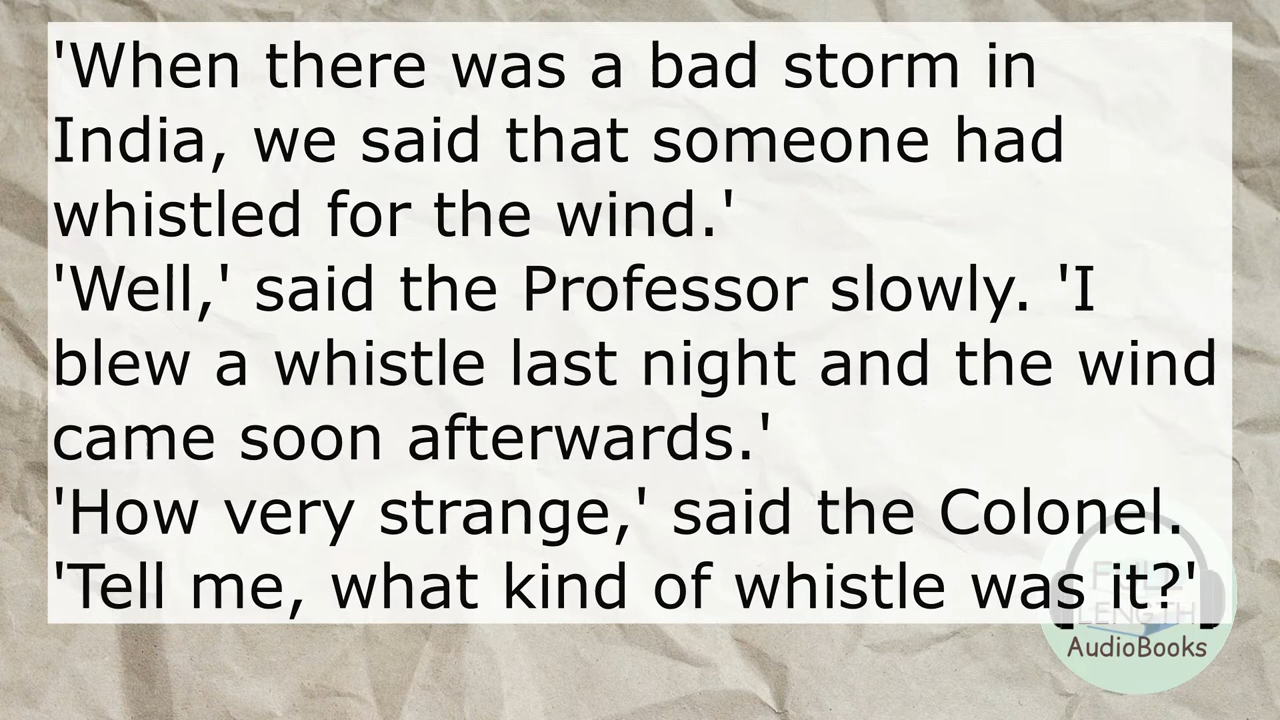 'When there was a bad storm in
India, we said that someone had
whistled for the wind.'
'Well,' said the Professor slowly. 'I
blew a whistle last night and the wind
came soon afterwards.'
'How very strange,' said the Colonel.
'Tell me, what kind of whistle was it?'
FULL
LENGTH
AudioBooks